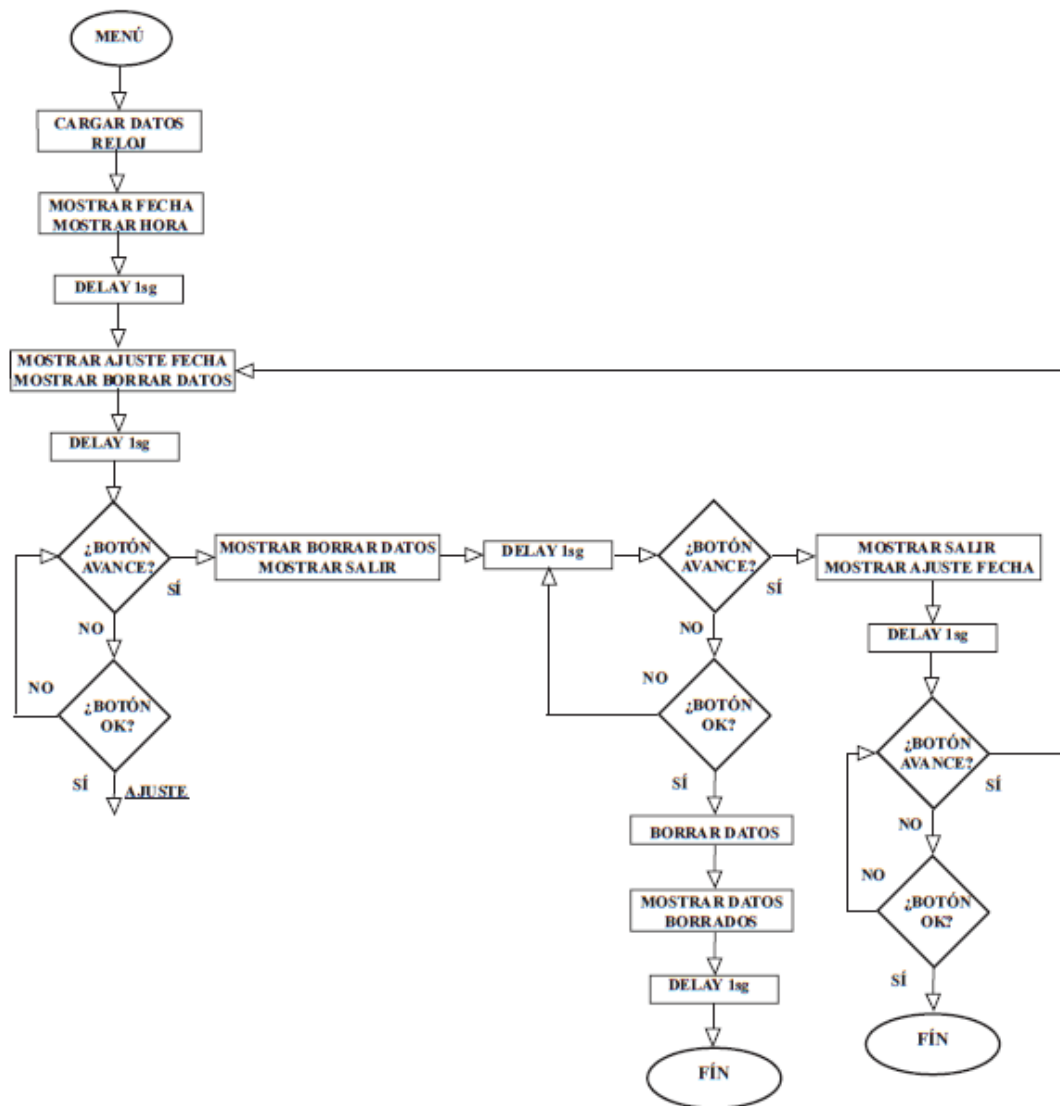 MENÚ
CARGAR DATOS
RELOJ
MOSTRAR FECHA
MOSTRAR HORA
DELAY 1sg
MOSTRAR AJUSTE FECHA
MOSTRAR BORRAR DATOS
DELAY 1sg
¿BOTÓN
AVANCE?
SÍ
NO
¿BOTÓN
OK?
NO
SÍ
AJUSTE
MOSTRAR BORRAR DATOS
MOSTRAR SALIR
DELAY 1sg
¿BOTÓN
AVANCE?
SÍ
NO
¿BOTÓN
OK?
NO
SÍ
BORRAR DATOS
MOSTRAR DATOS
BORRADOS
DELAY 1sg
FÍN
MOSTRAR SALIR
MOSTRAR AJUSTE FECHA
DELAY 1sg
¿BOTÓN
AVANCE?
SÍ
NO
¿BOTÓN
OK?
NO
SÍ
FÍN